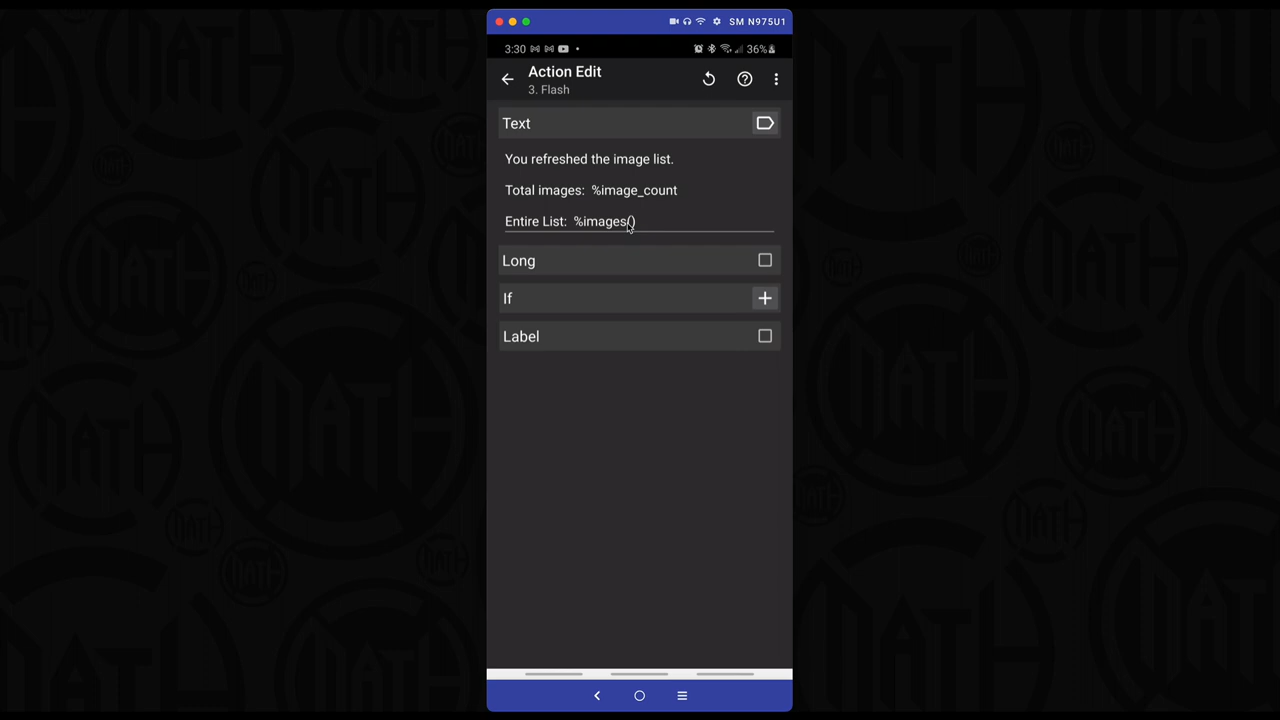 SM N975U1
3:30
36%
Action Edit
3. Flash
Text
You refreshed the image list.
Total images:  %image_count
Entire List:  %images()
Long
If
Label